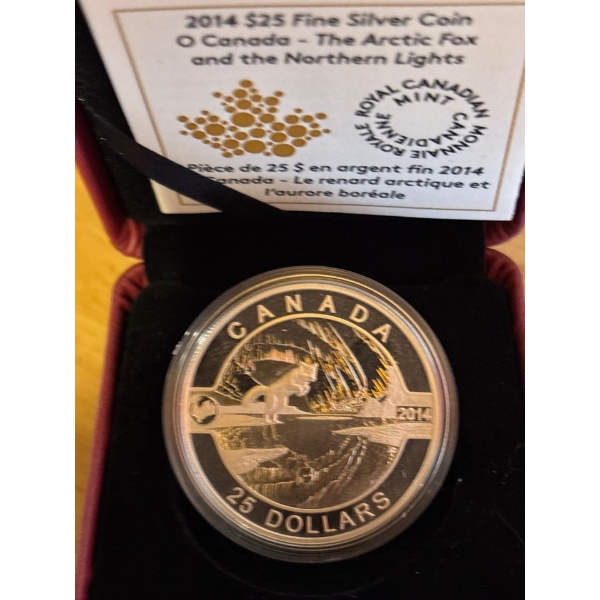 2014 $25 Fine Silver Coin
O Canada - The Arctic Fox
and the Northern Lights
ROYAL CANADIAN MINT
MONNAIE ROYALE CANADIENNE
Pièce de 25 $ en argent fin 2014
Canada - Le renard arctique et
l'aurore boréale
CANADA
2014
25 DOLLARS